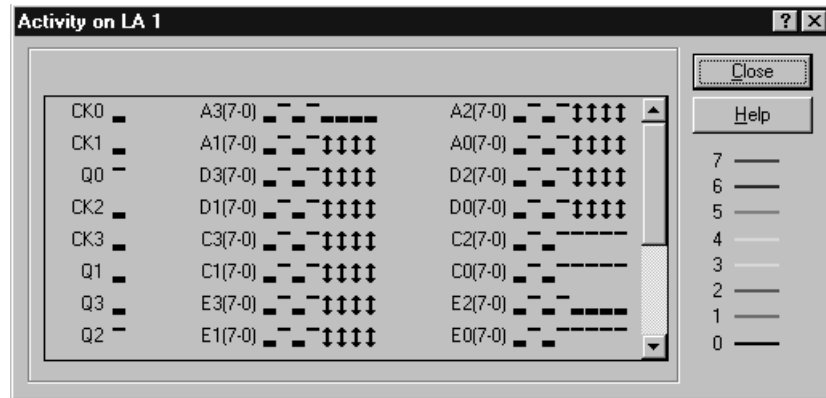 Activity on LA 1
Close
Help
CK0 A3(7-0) A2(7-0)
CK1 A1(7-0) A0(7-0)
Q0 D3(7-0) D2(7-0)
CK2 D1(7-0) D0(7-0)
CK3 C3(7-0) C2(7-0)
Q1 C1(7-0) C0(7-0)
Q3 E3(7-0) E2(7-0)
Q2 E1(7-0) E0(7-0)
7
6
5
4
3
2
1
0